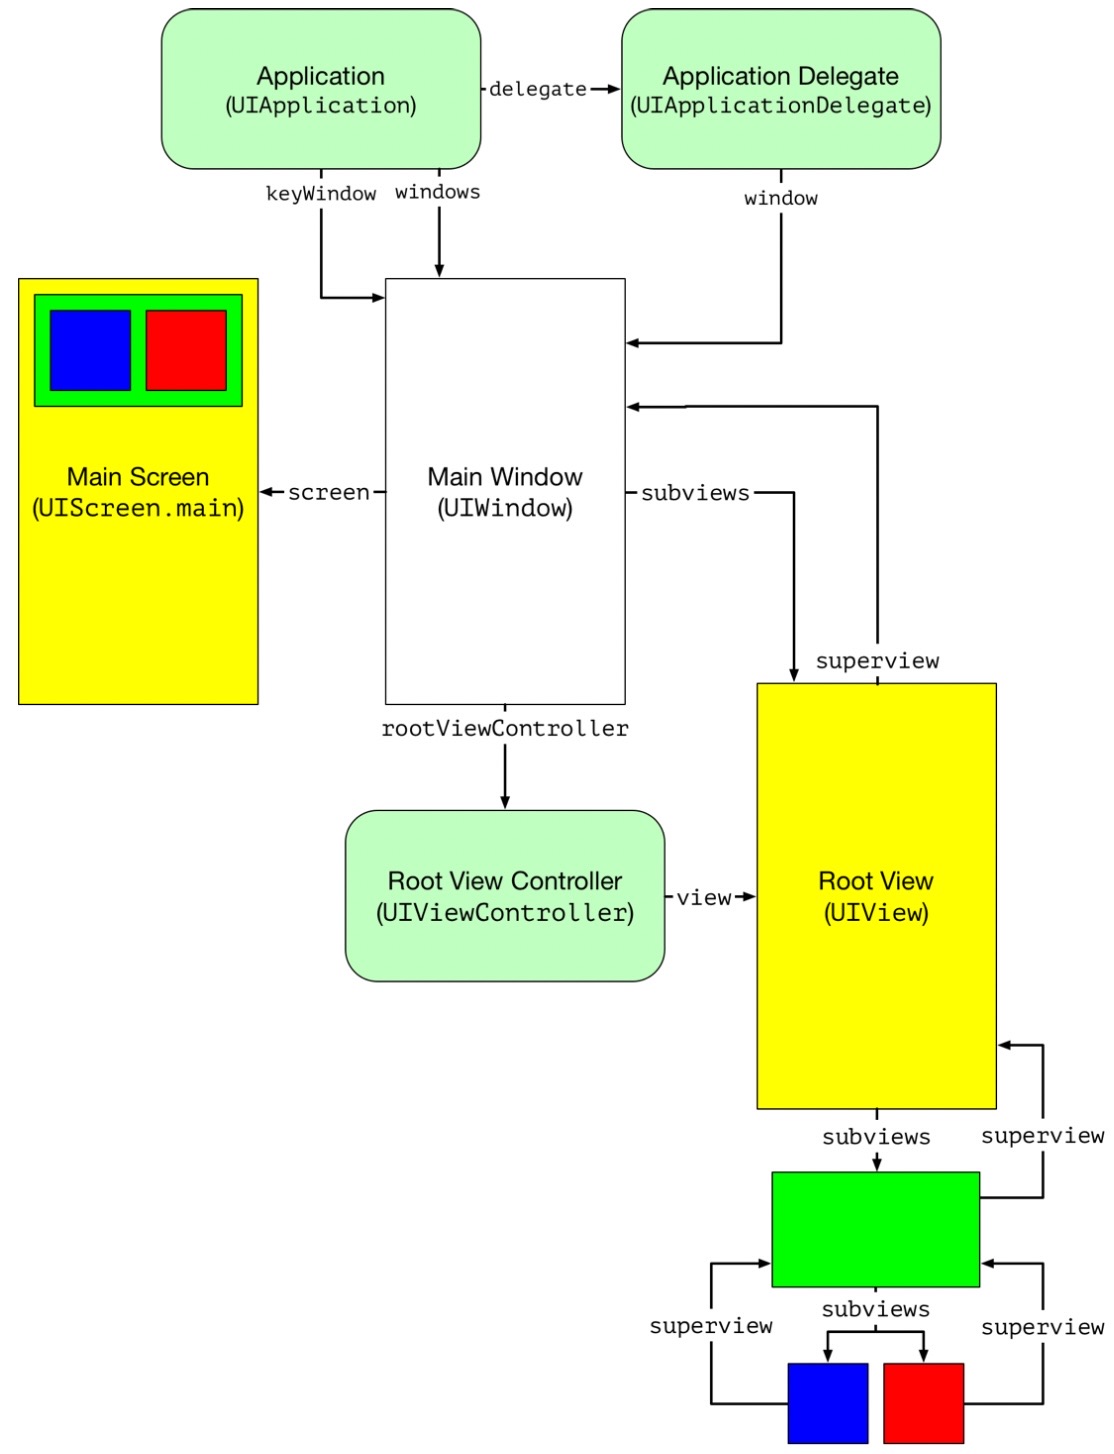 Application
(UIApplication)
delegate
Application Delegate
(UIApplicationDelegate)
keyWindow
windows
window
Main Screen
(UIScreen.main)
screen
Main Window
(UIWindow)
subviews
superview
rootViewController
Root View Controller
(UIViewController)
view
Root View
(UIView)
subviews
superview
subviews
superview
superview